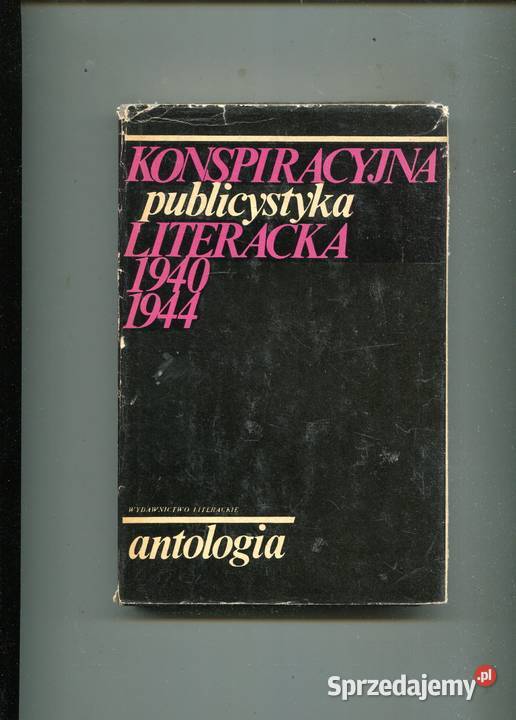 KONSPIRACYJNA
publicystyka
LITERACKA
1940
1944
WYDAWNICTWO LITERACKIE
antologia
Sprzedajemy.pl